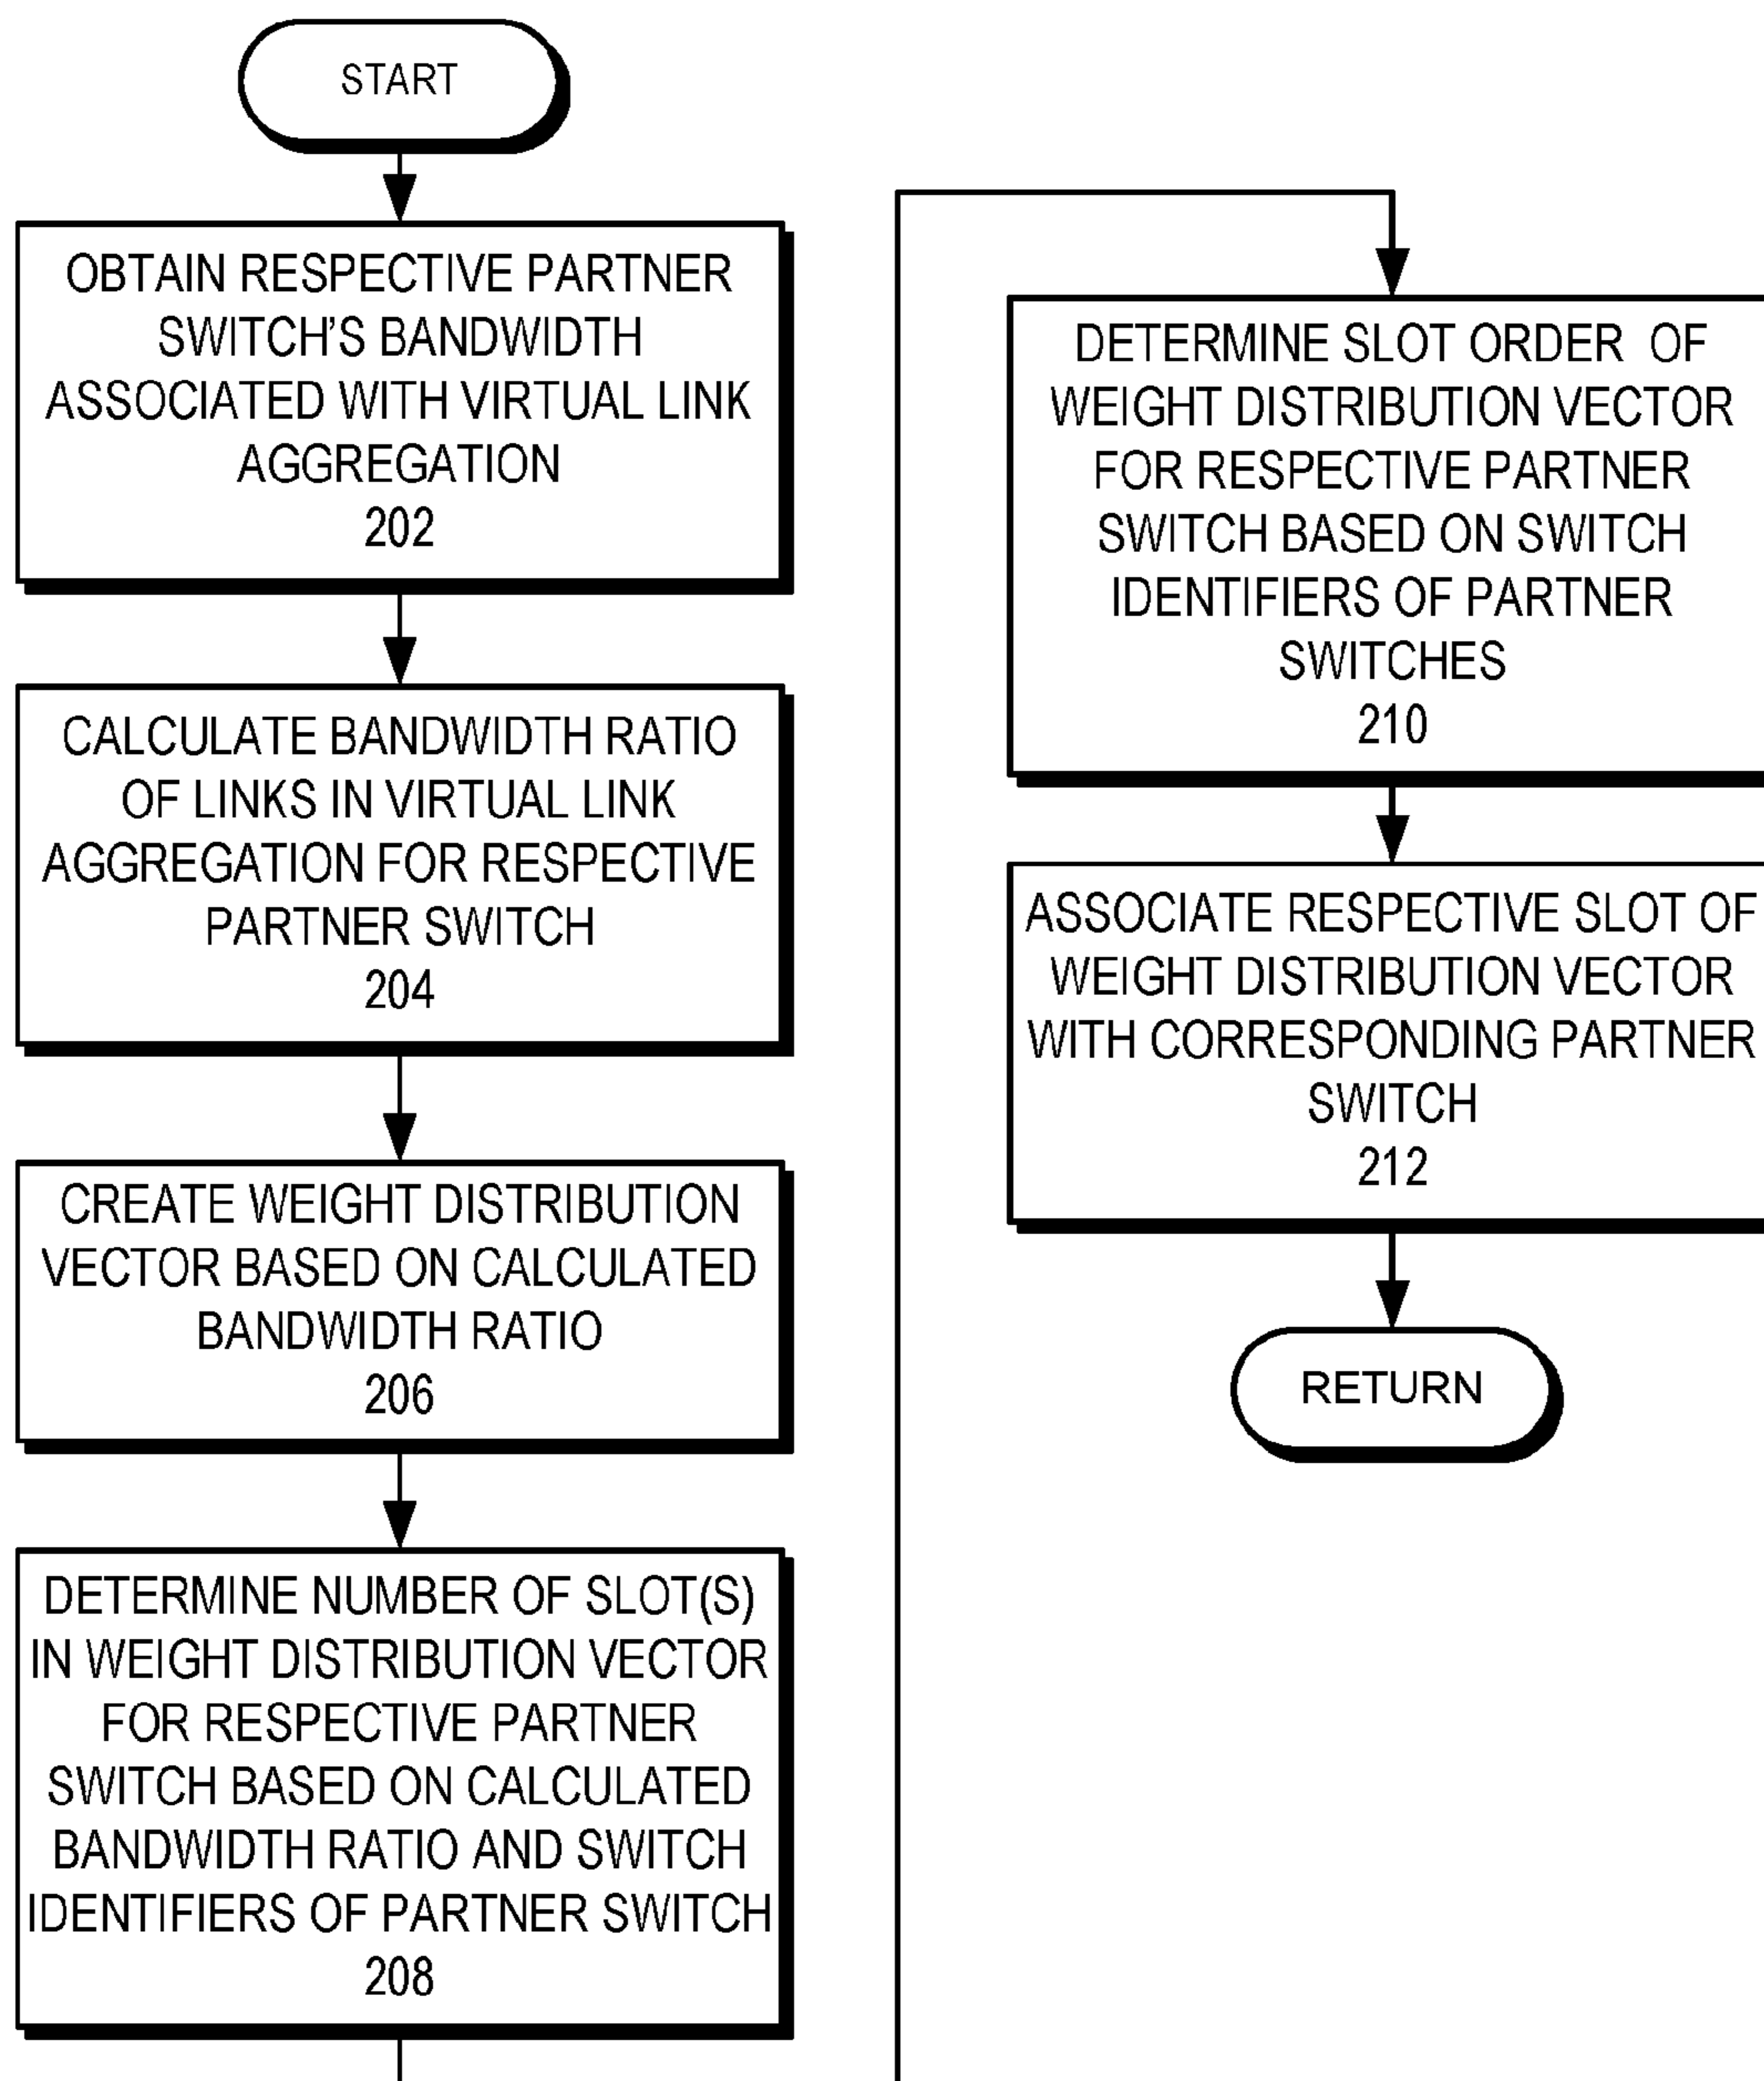 START
OBTAIN RESPECTIVE PARTNER
SWITCH'S BANDWIDTH
ASSOCIATED WITH VIRTUAL LINK
AGGREGATION
202
CALCULATE BANDWIDTH RATIO
OF LINKS IN VIRTUAL LINK
AGGREGATION FOR RESPECTIVE
PARTNER SWITCH
204
CREATE WEIGHT DISTRIBUTION
VECTOR BASED ON CALCULATED
BANDWIDTH RATIO
206
DETERMINE NUMBER OF SLOT(S)
IN WEIGHT DISTRIBUTION VECTOR
FOR RESPECTIVE PARTNER
SWITCH BASED ON CALCULATED
BANDWIDTH RATIO AND SWITCH
IDENTIFIERS OF PARTNER SWITCH
208
DETERMINE SLOT ORDER OF
WEIGHT DISTRIBUTION VECTOR
FOR RESPECTIVE PARTNER
SWITCH BASED ON SWITCH
IDENTIFIERS OF PARTNER
SWITCHES
210
ASSOCIATE RESPECTIVE SLOT OF
WEIGHT DISTRIBUTION VECTOR
WITH CORRESPONDING PARTNER
SWITCH
212
RETURN